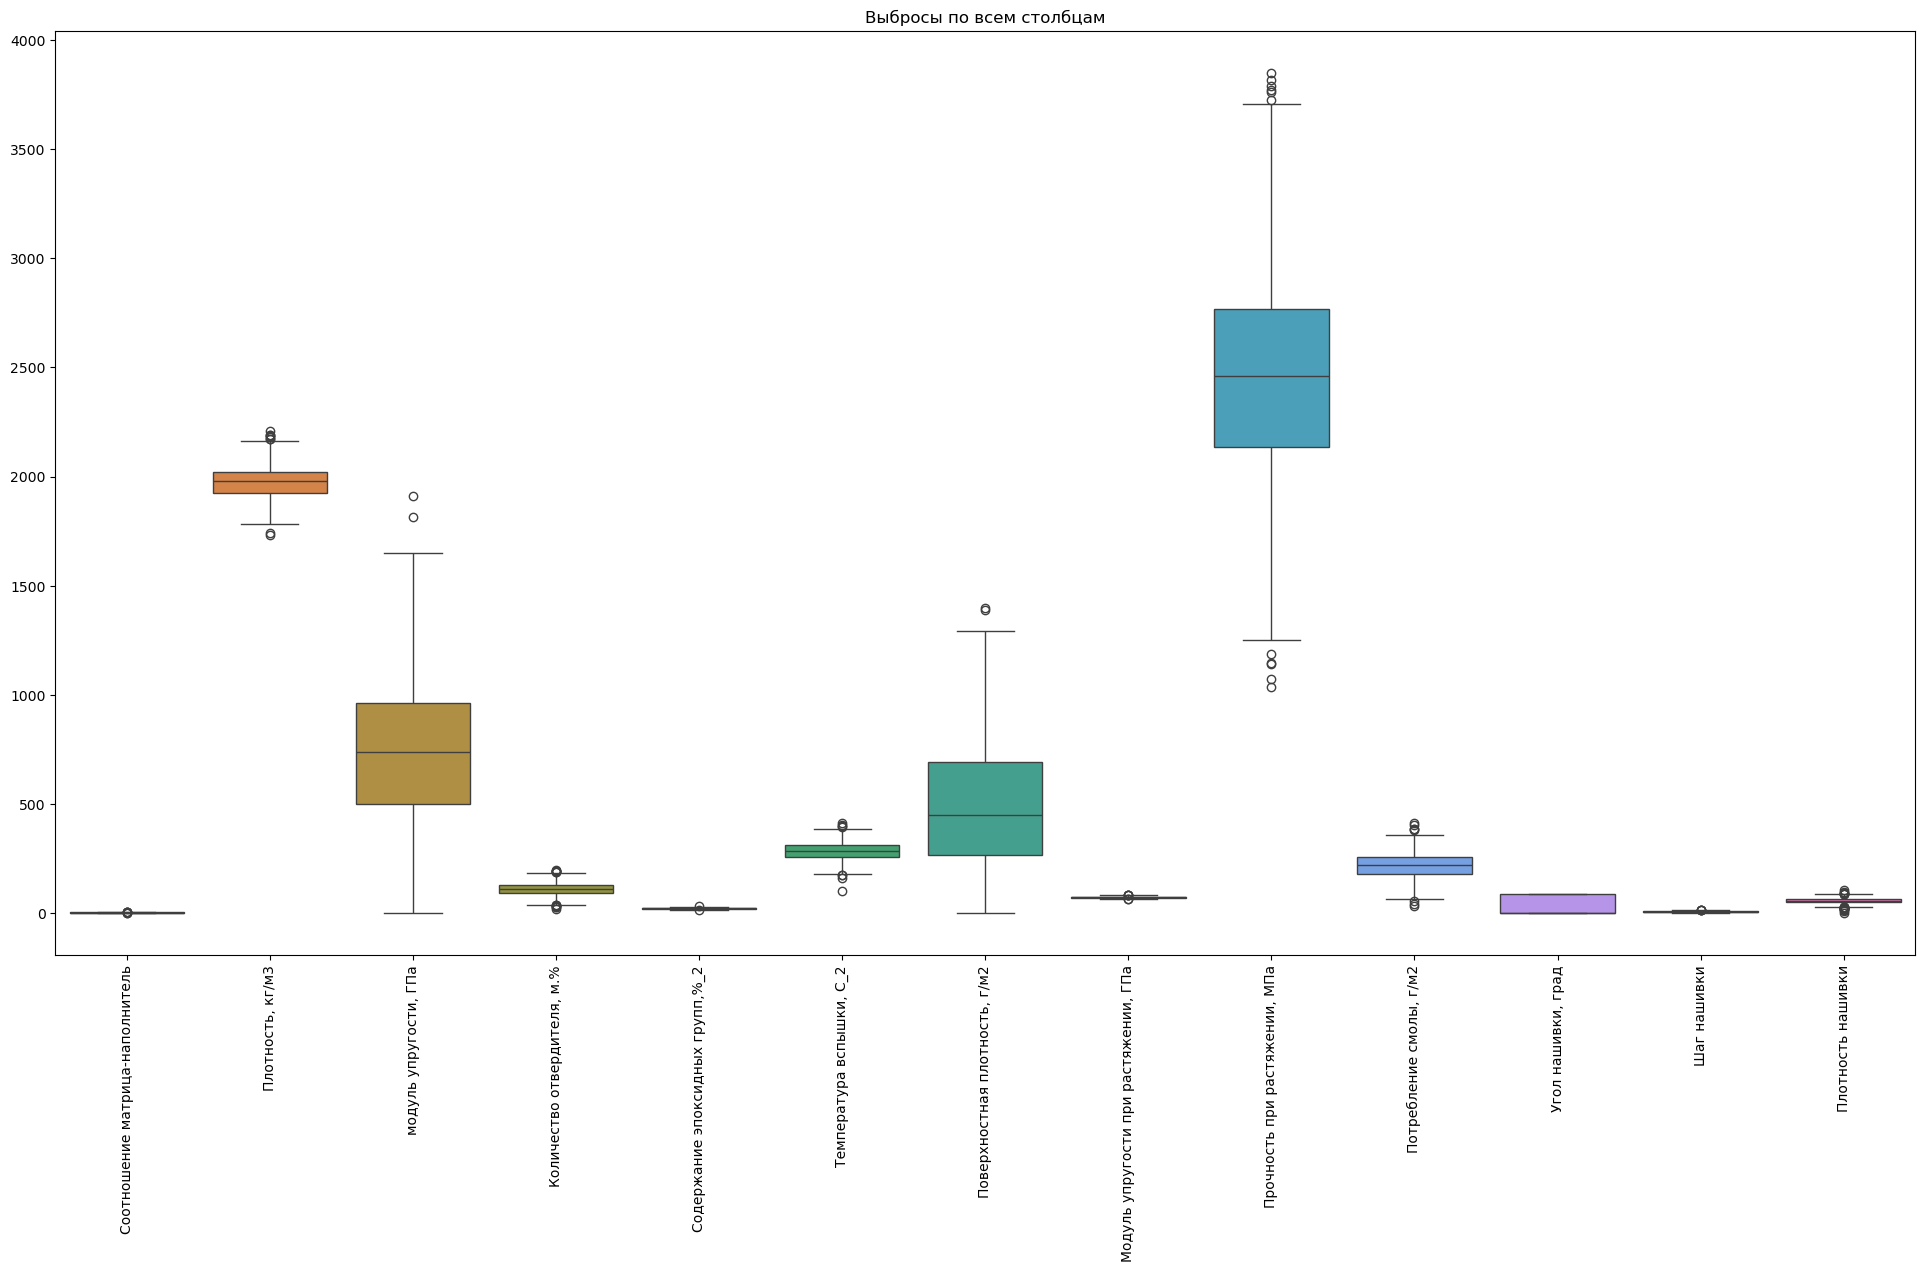 Выбросы по всем столбцам
4000
3500
3000
2500
2000
1500
1000
500
0
Соотношение матрица-наполнитель
Плотность, кг/м3
модуль упругости, ГПа
Количество отвердителя, м.%
Содержание эпоксидных групп,%_2
Температура вспышки, С_2
Поверхностная плотность, г/м2
Модуль упругости при растяжении, ГПа
Прочность при растяжении, МПа
Потребление смолы, г/м2
Угол нашивки, град
Шаг нашивки
Плотность нашивки